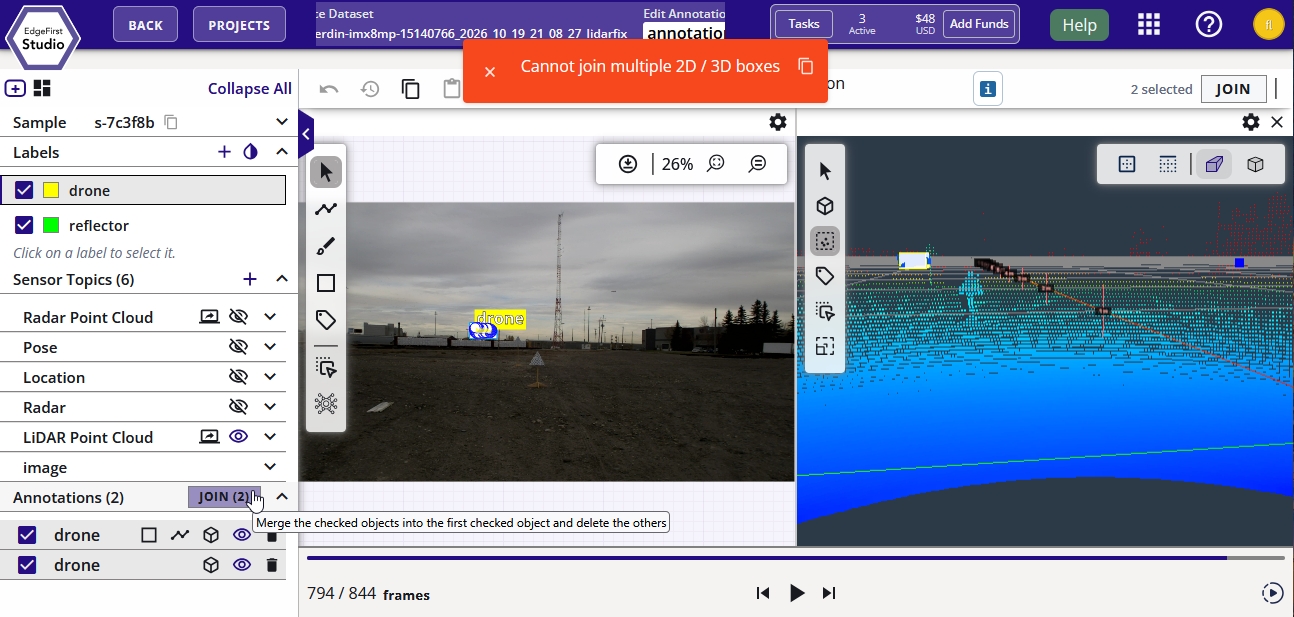 EdgeFirst
Studio
BACK
PROJECTS
ce Dataset
erdin-imx8mp-15140766_2026_10_19_21_08_27_lidarfix
Edit Annotatio
annotation
Tasks
3
Active
$48
USD
Add Funds
Help
fl
Cannot join multiple 2D / 3D boxes
Collapse All
on
2 selected
JOIN
Sample
s-7c3f8b
Labels
drone
reflector
Click on a label to select it.
Sensor Topics (6)
Radar Point Cloud
Pose
Location
Radar
LiDAR Point Cloud
image
Annotations (2)
JOIN (2)
Merge the checked objects into the first checked object and delete the others
drone
drone
26%
drone
794 / 844 frames